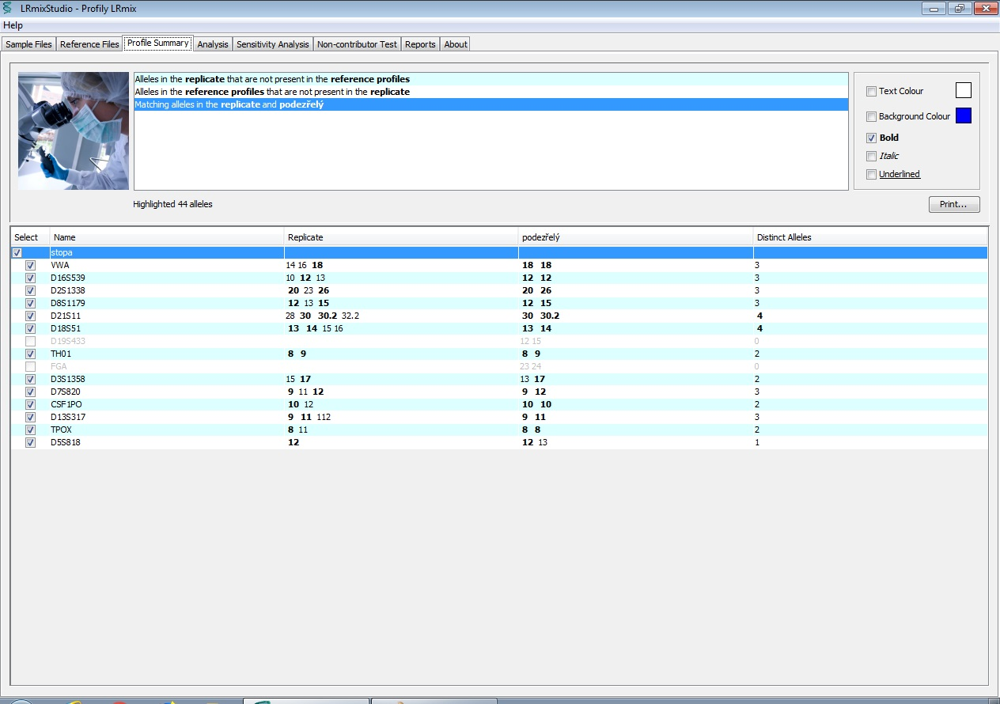 LRmixStudio - Profily LRmix
Help
Sample Files Reference Files Profile Summary Analysis Sensitivity Analysis Non-contributor Test Reports About
Alleles in the replicate that are not present in the reference profiles
Alleles in the reference profiles that are not present in the replicate
Matching alleles in the replicate and podezřelý
Text Colour
Background Colour
Bold
Italic
Underlined
Highlighted 44 alleles
Print...
Select Name Replicate podezřelý Distinct Alleles
stopa
VWA 14 16 18 18 18 3
D16S539 10 12 13 12 12 3
D2S1338 20 23 26 20 26 3
D8S1179 12 13 15 12 15 3
D21S11 28 30 30.2 32.2 30 30.2 4
D18S51 13 14 15 16 13 14 4
D19S433 12 15 0
TH01 8 9 8 9 2
FGA 23 24 0
D3S1358 15 17 13 17 2
D7S820 9 11 12 9 12 3
CSF1PO 10 12 10 10 2
D13S317 9 11 112 9 11 3
TPOX 8 11 8 8 2
D5S818 12 12 13 1